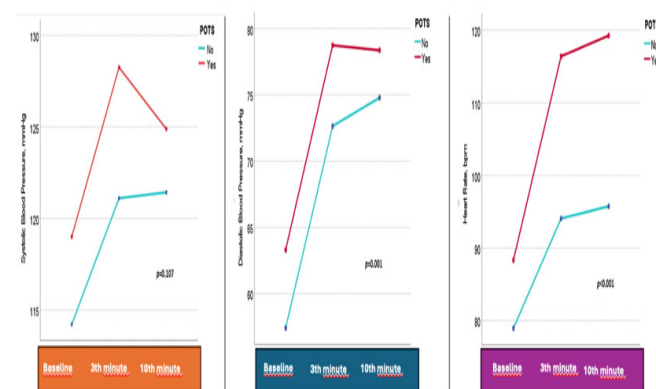 POTS
No
Yes
130
125
120
115
Systolic Blood Pressure, mmHg
p=0.107
Baseline 3th minute 10th minute
POTS
No
Yes
80
75
70
65
60
Diastolic Blood Pressure, mmHg
p=0.001
Baseline 3th minute 10th minute
POTS
No
Yes
120
110
100
90
80
Heart Rate, bpm
p<0.001
Baseline 3th minute 10th minute